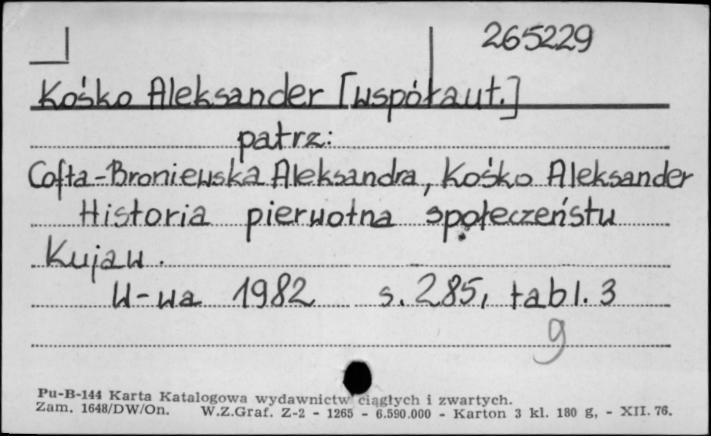 265229
Kośko Aleksander [współaut.]
patrz:
Cofta-Broniewska Aleksandra, Kośko Aleksander
Historia pierwotna społeczeństw
Kujaw.
W-wa 1982 s. 285, tabl. 3
g
Pu-B-144 Karta Katalogowa wydawnictw ciągłych i zwartych.
Zam. 1648/DW/On. W.Z.Graf. Z-2 - 1265 - 6.590.000 - Karton 3 kl. 180 g, - XII. 76.